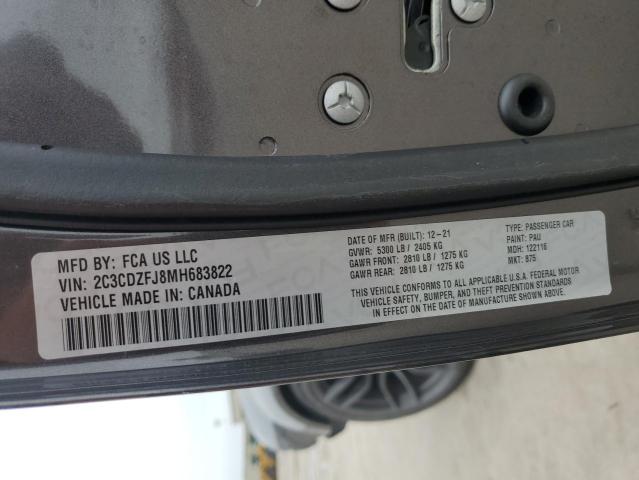 MFD BY: FCA US LLC
VIN: 2C3CDZFJ8MH683822
VEHICLE MADE IN: CANADA
DATE OF MFR (BUILT): 12-21
GVWR: 5300 LB / 2405 KG
GAWR FRONT: 2810 LB / 1275 KG
GAWR REAR: 2810 LB / 1275 KG
TYPE: PASSENGER CAR
PAINT: PAU
MDH: 122116
MKT: 875
THIS VEHICLE CONFORMS TO ALL APPLICABLE U.S.A. FEDERAL MOTOR
VEHICLE SAFETY, BUMPER, AND THEFT PREVENTION STANDARDS
IN EFFECT ON THE DATE OF MANUFACTURE SHOWN ABOVE.